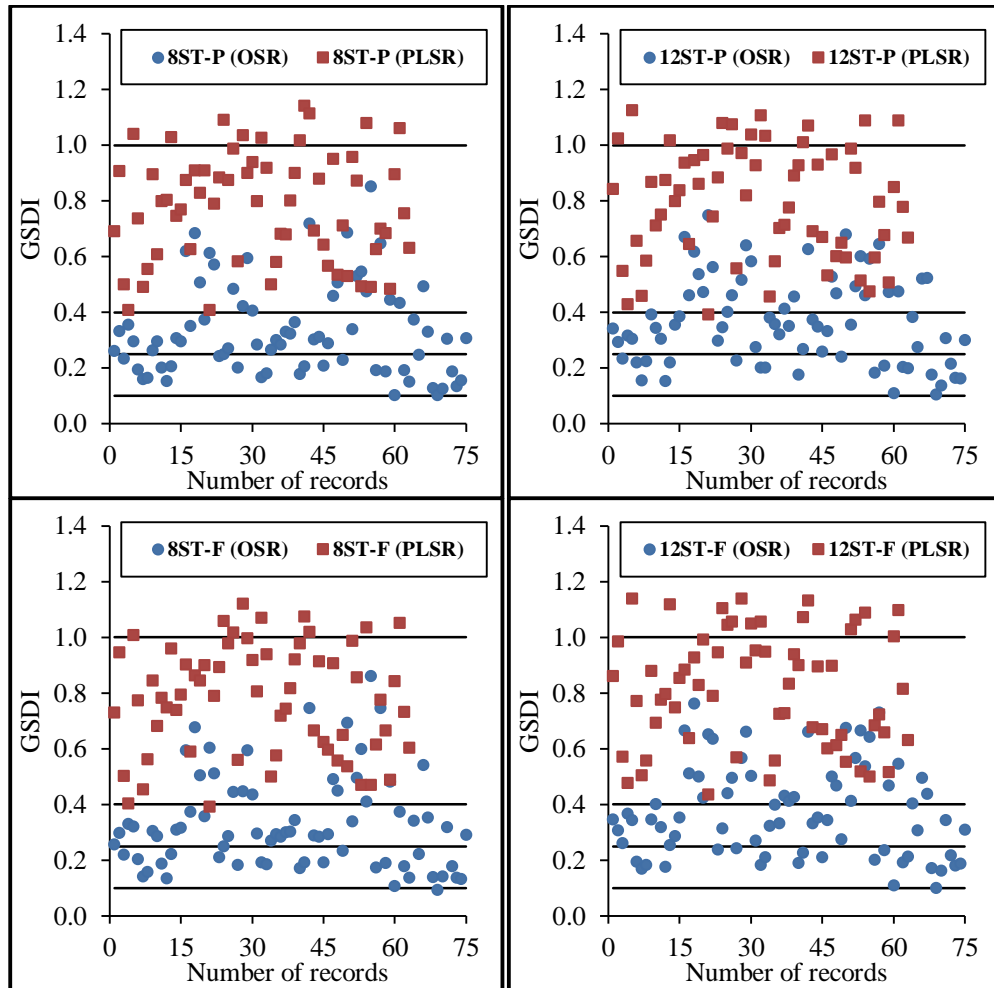 8ST-P (OSR) 8ST-P (PLSR)
GSDI
1.4
1.2
1.0
0.8
0.6
0.4
0.2
0.0
0 15 30 45 60 75
Number of records
12ST-P (OSR) 12ST-P (PLSR)
GSDI
1.4
1.2
1.0
0.8
0.6
0.4
0.2
0.0
0 15 30 45 60 75
Number of records
8ST-F (OSR) 8ST-F (PLSR)
GSDI
1.4
1.2
1.0
0.8
0.6
0.4
0.2
0.0
0 15 30 45 60 75
Number of records
12ST-F (OSR) 12ST-F (PLSR)
GSDI
1.4
1.2
1.0
0.8
0.6
0.4
0.2
0.0
0 15 30 45 60 75
Number of records